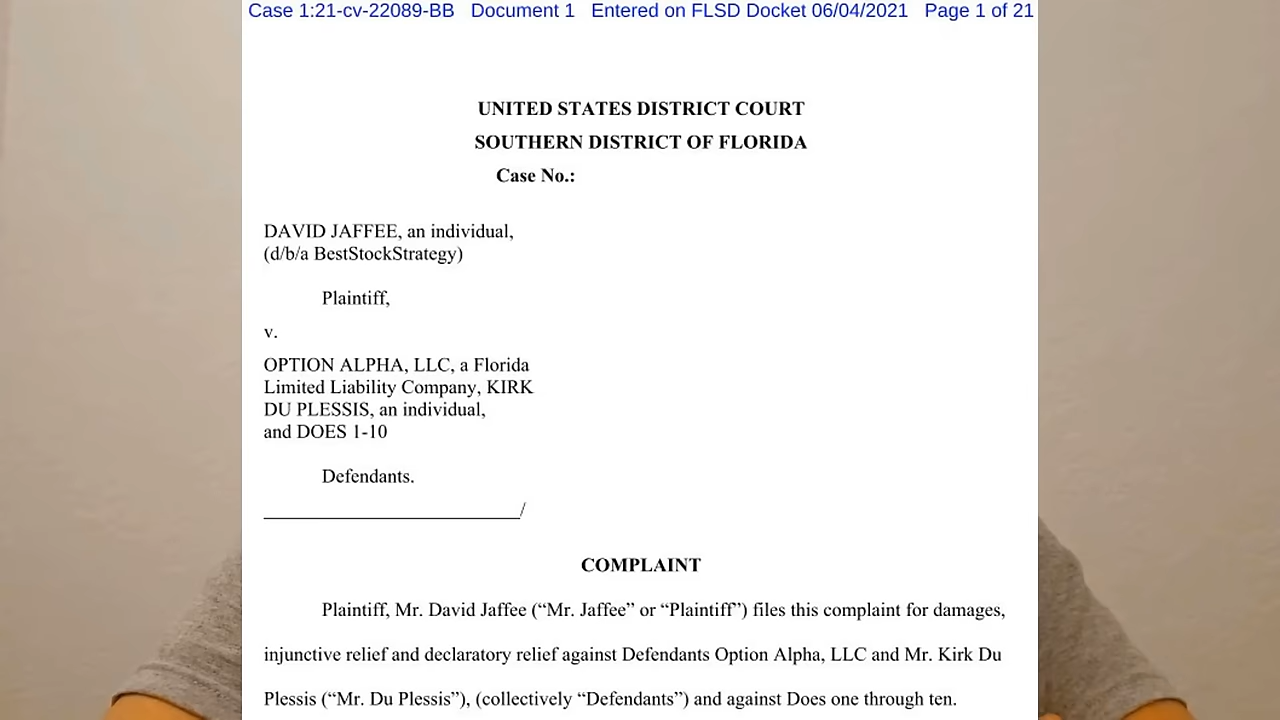 Case 1:21-cv-22089-BB Document 1 Entered on FLSD Docket 06/04/2021 Page 1 of 21
UNITED STATES DISTRICT COURT
SOUTHERN DISTRICT OF FLORIDA
Case No.:
DAVID JAFFEE, an individual,
(d/b/a BestStockStrategy)
Plaintiff,
v.
OPTION ALPHA, LLC, a Florida
Limited Liability Company, KIRK
DU PLESSIS, an individual,
and DOES 1-10
Defendants.
/
COMPLAINT
Plaintiff, Mr. David Jaffee (“Mr. Jaffee” or “Plaintiff”) files this complaint for damages,
injunctive relief and declaratory relief against Defendants Option Alpha, LLC and Mr. Kirk Du
Plessis (“Mr. Du Plessis”), (collectively “Defendants”) and against Does one through ten.